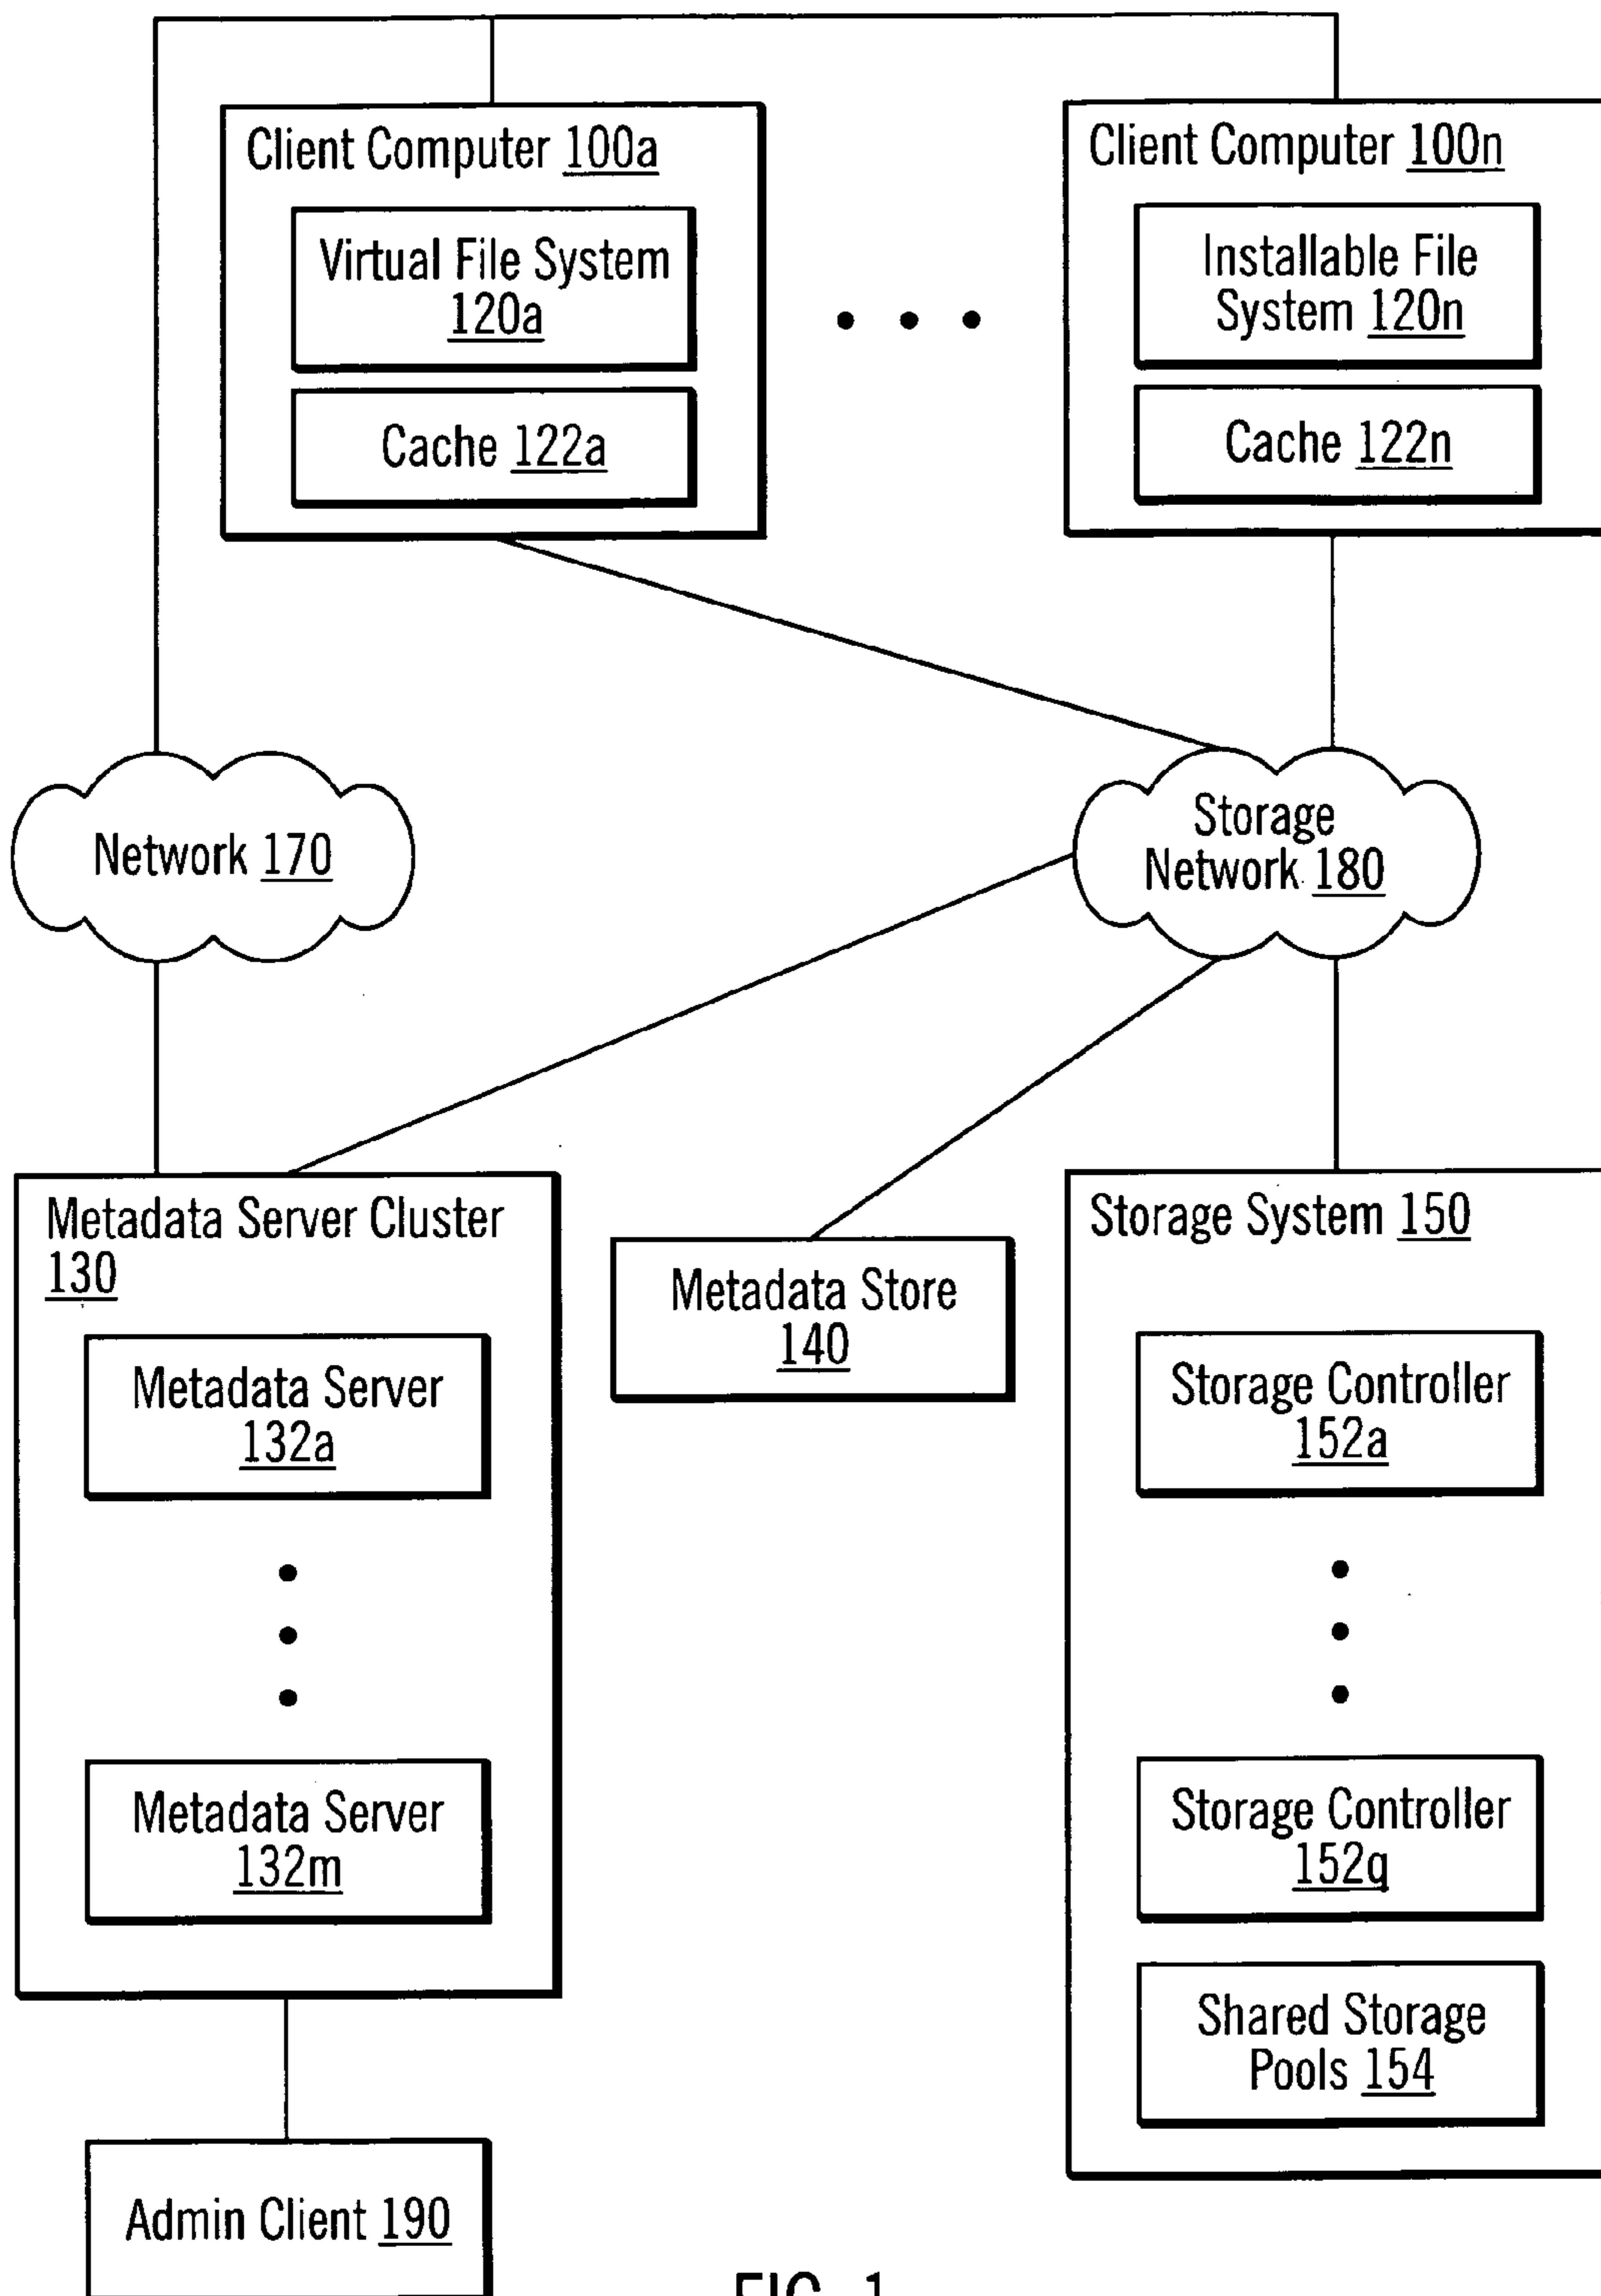 Client Computer 100a
Virtual File System
120a
Cache 122a
Client Computer 100n
Installable File
System 120n
Cache 122n
Network 170
Storage
Network 180
Metadata Server Cluster
130
Metadata Server
132a
Metadata Server
132m
Metadata Store
140
Storage System 150
Storage Controller
152a
Storage Controller
152q
Shared Storage
Pools 154
Admin Client 190
FIG. 1